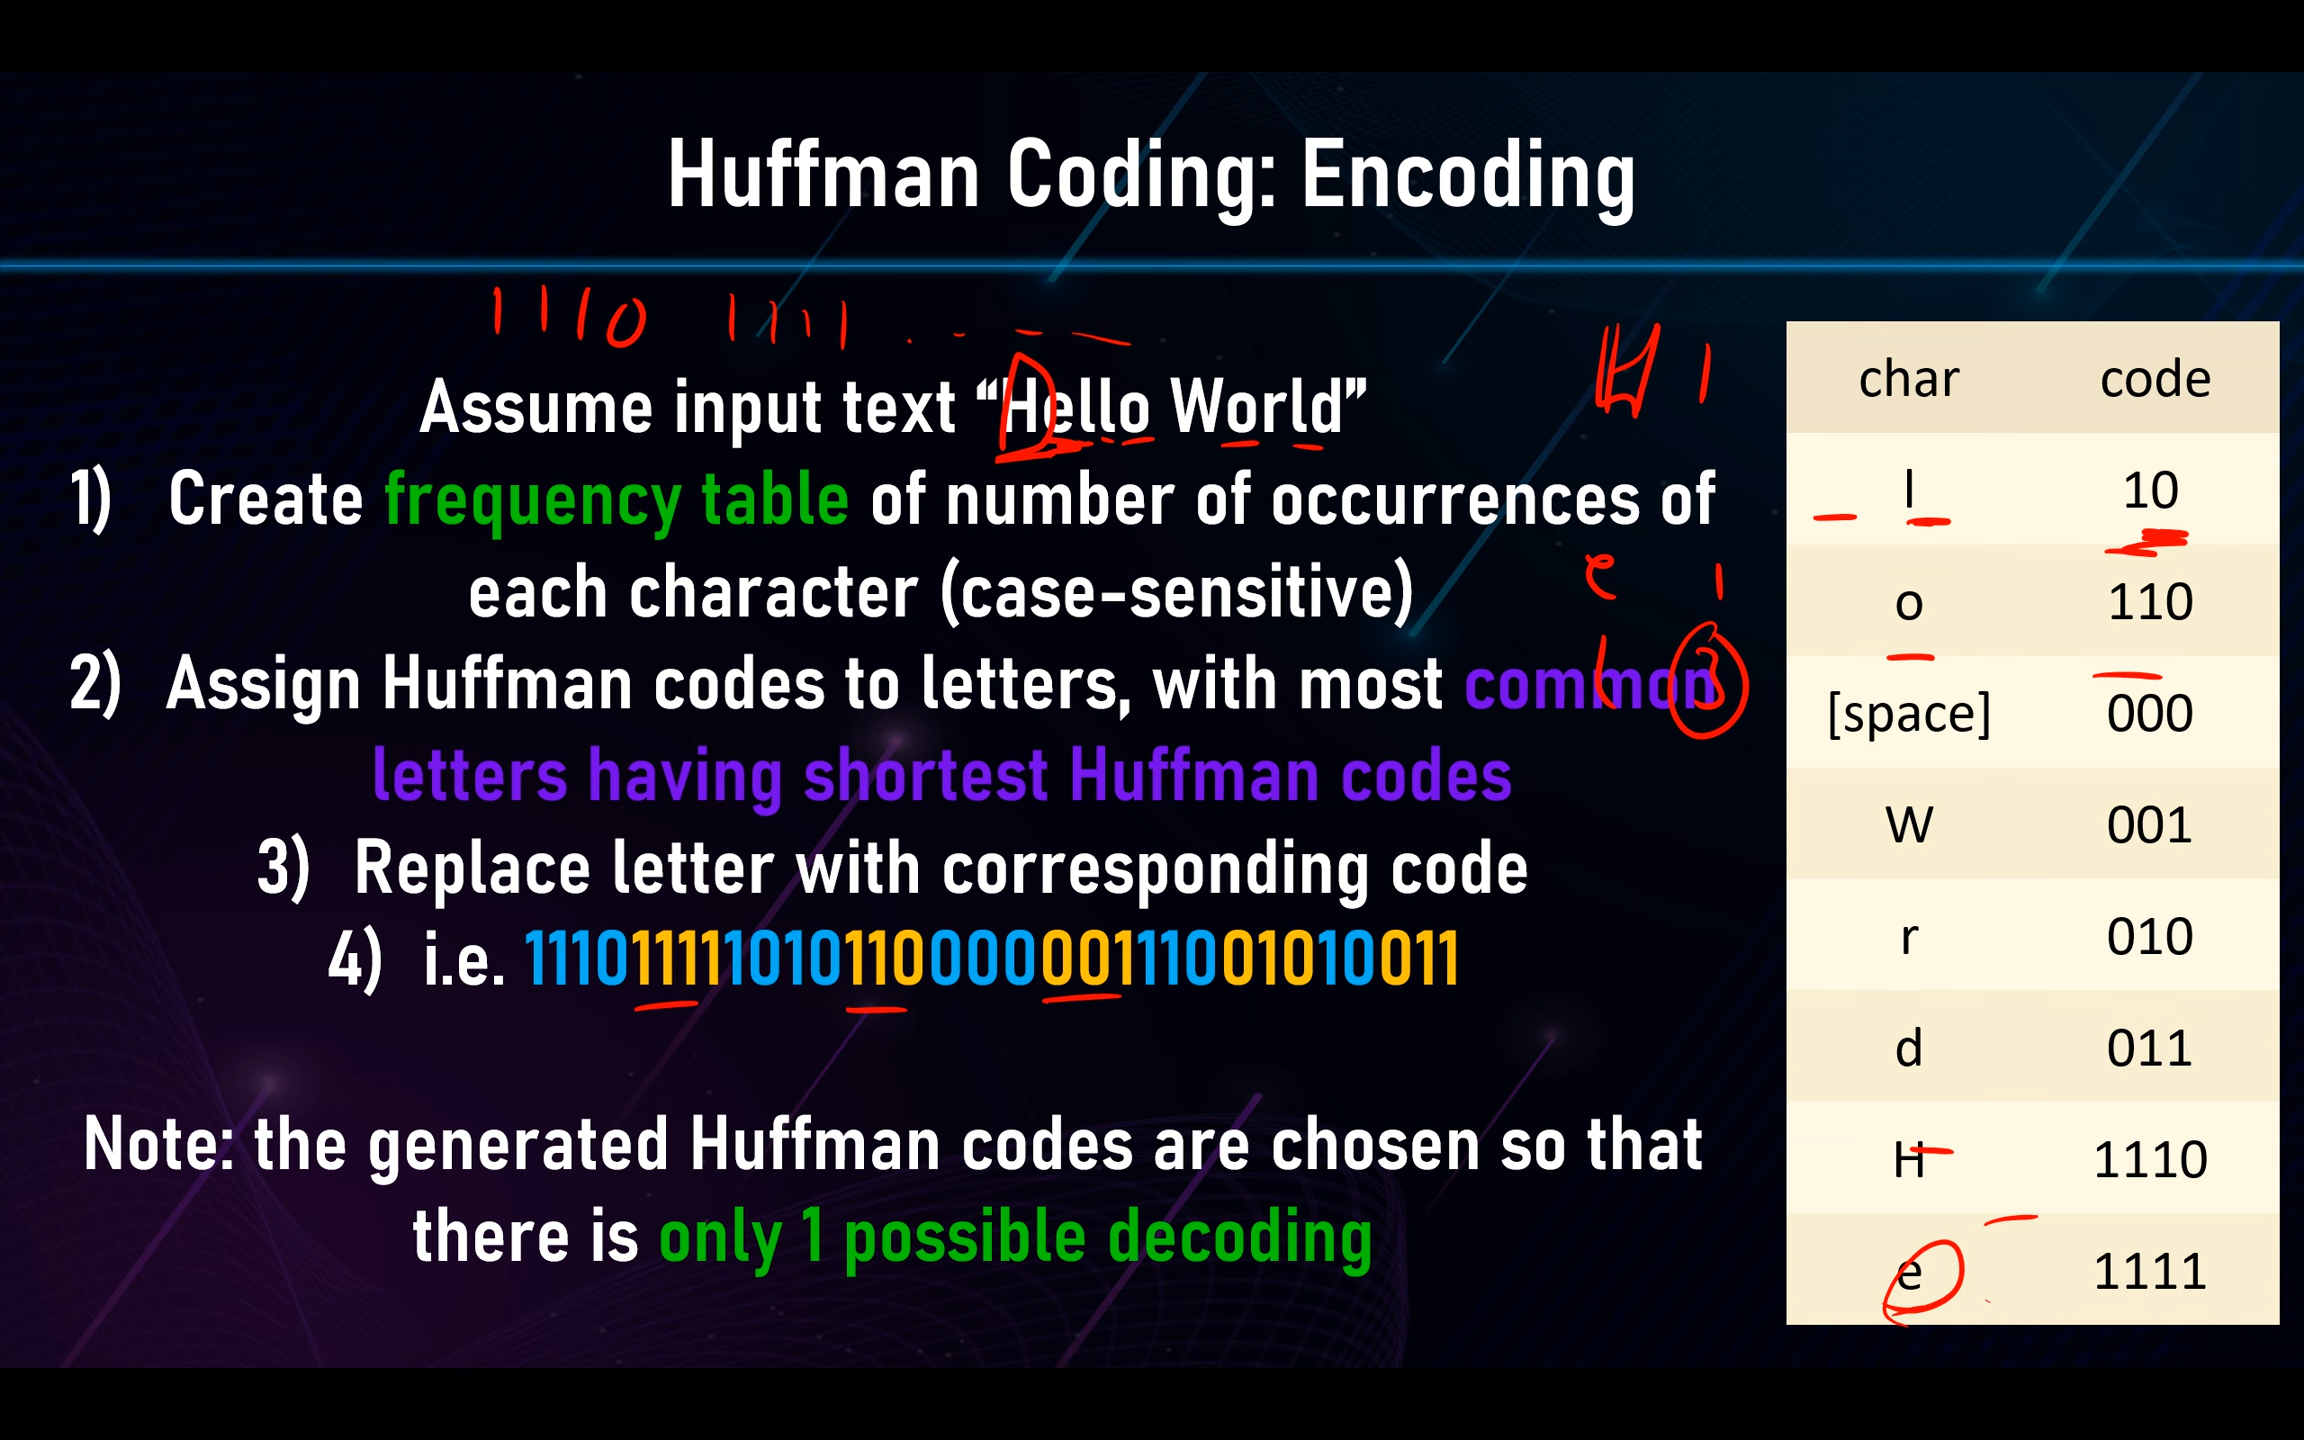 Huffman Coding: Encoding
1110 1111
Assume input text “Hello World”
1) Create frequency table of number of occurrences of
each character (case-sensitive)
2) Assign Huffman codes to letters, with most common
letters having shortest Huffman codes
3) Replace letter with corresponding code
4) i.e. 11101111101011000000111001010011
Note: the generated Huffman codes are chosen so that
there is only 1 possible decoding
H 1
e 1
l 3
char code
l 10
o 110
[space] 000
W 001
r 010
d 011
H 1110
e 1111